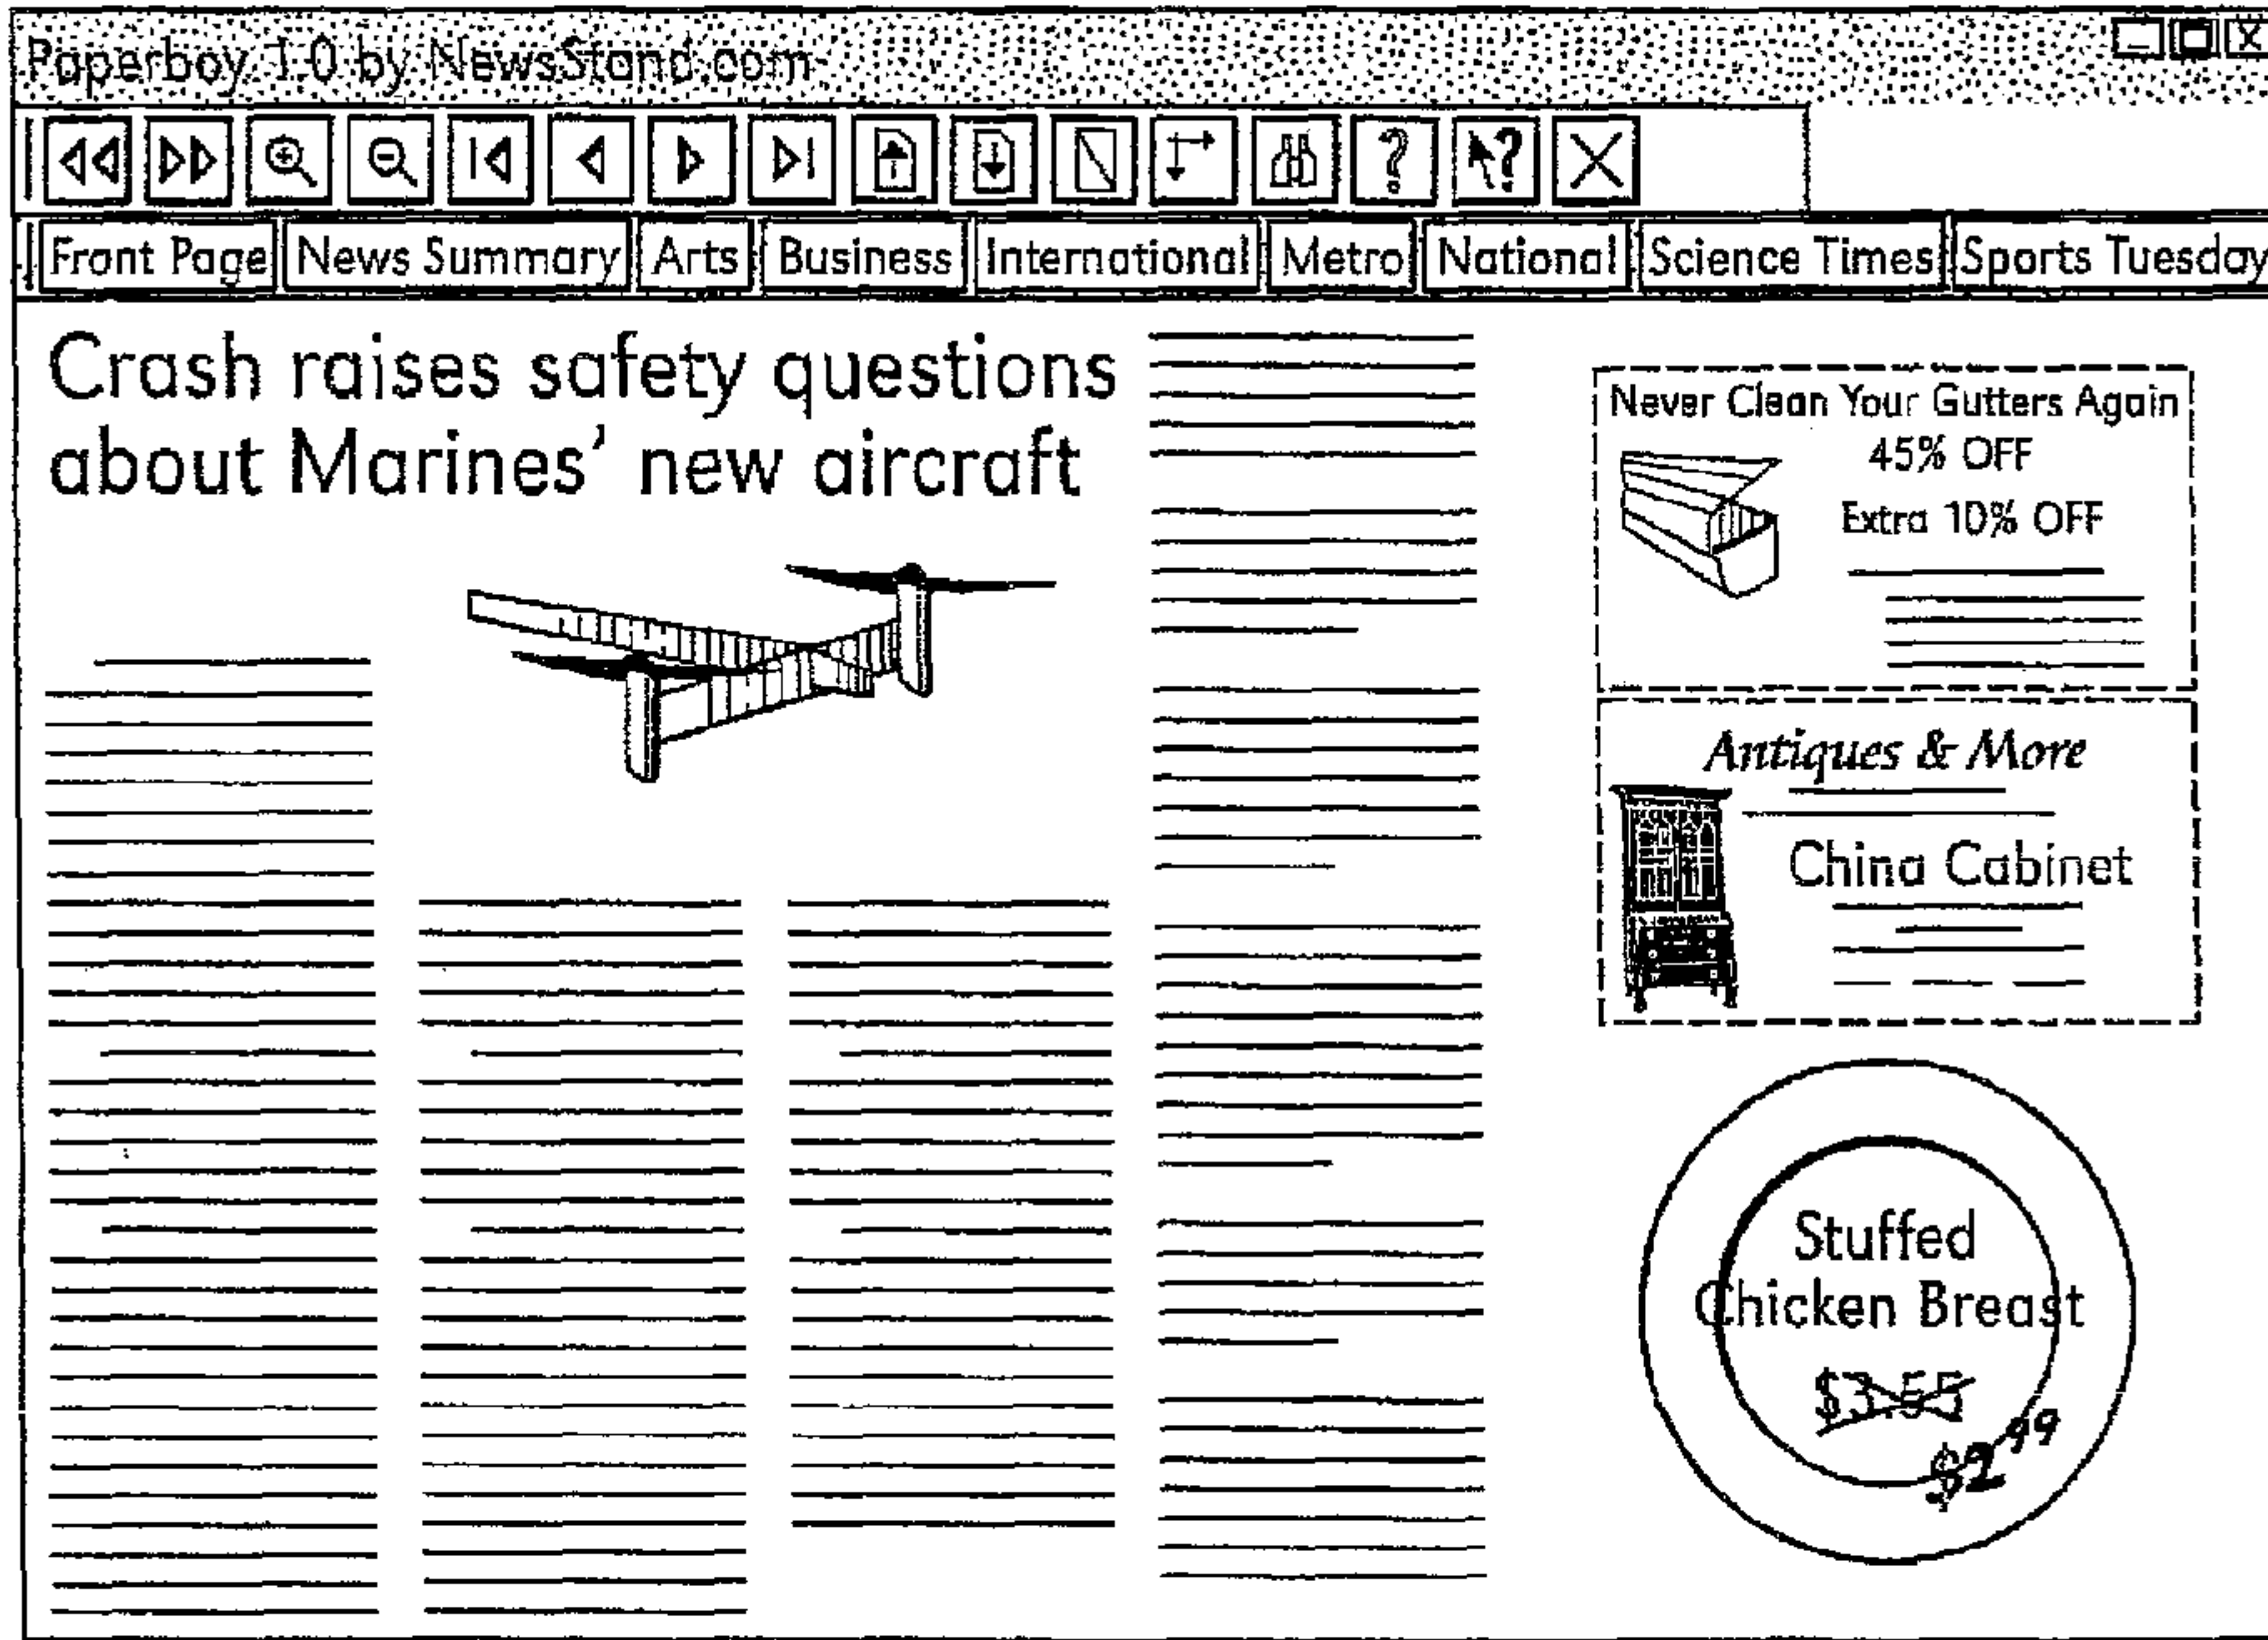 Paperboy 1.0 by NewsStand.com
Front Page News Summary Arts Business International Metro National Science Times Sports Tuesday
Crash raises safety questions
about Marines' new aircraft
Never Clean Your Gutters Again
45% OFF
Extra 10% OFF
Antiques & More
China Cabinet
Stuffed
Chicken Breast
$3.55
$2.99